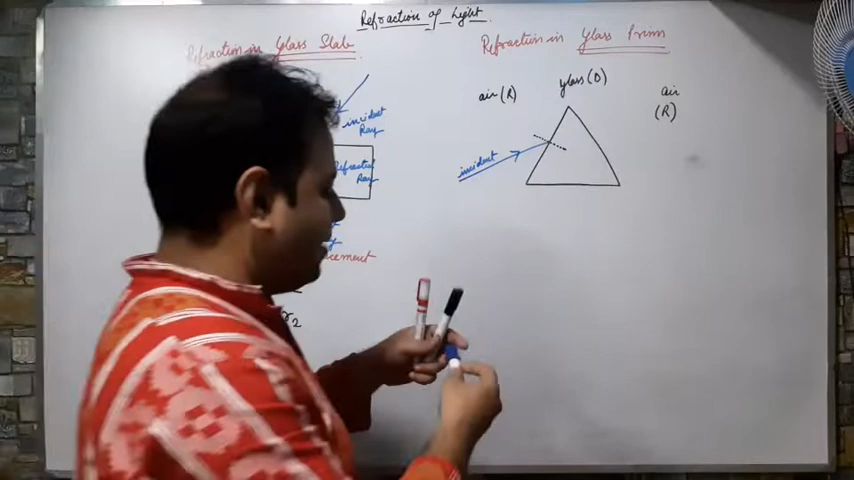 Refraction of Light
Refraction in Glass Slab
incident
Ray
Refracted
Ray
r2
Refraction in Glass Prism
air (R)
glass (D)
air
(R)
incident